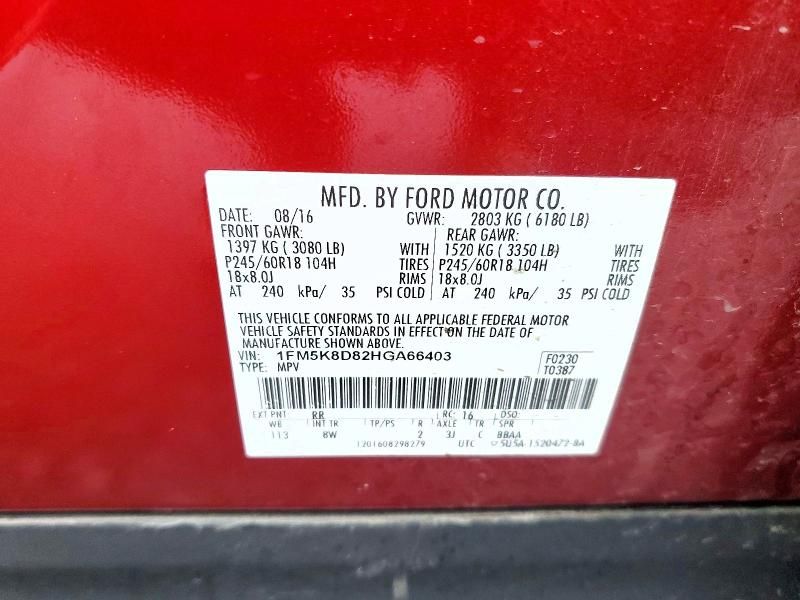 MFD. BY FORD MOTOR CO.
DATE: 08/16 GVWR: 2803 KG ( 6180 LB)
FRONT GAWR: REAR GAWR:
1397 KG ( 3080 LB) WITH 1520 KG ( 3350 LB) WITH
P245/60R18 104H TIRES P245/60R18 104H TIRES
18x8.0J RIMS 18x8.0J RIMS
AT 240 kPa/ 35 PSI COLD AT 240 kPa/ 35 PSI COLD
THIS VEHICLE CONFORMS TO ALL APPLICABLE FEDERAL MOTOR
VEHICLE SAFETY STANDARDS IN EFFECT ON THE DATE OF
MANUFACTURE SHOWN ABOVE.
VIN: 1FM5K8D82HGA66403 F0230
TYPE: MPV T0387
EXT PNT RR RC: 16 DSO:
WB INT TR TP/PS R AXLE TR SPR
113 8W 2 3J C BBAA
1201608298279 UTC 5U5A-1520472-BA